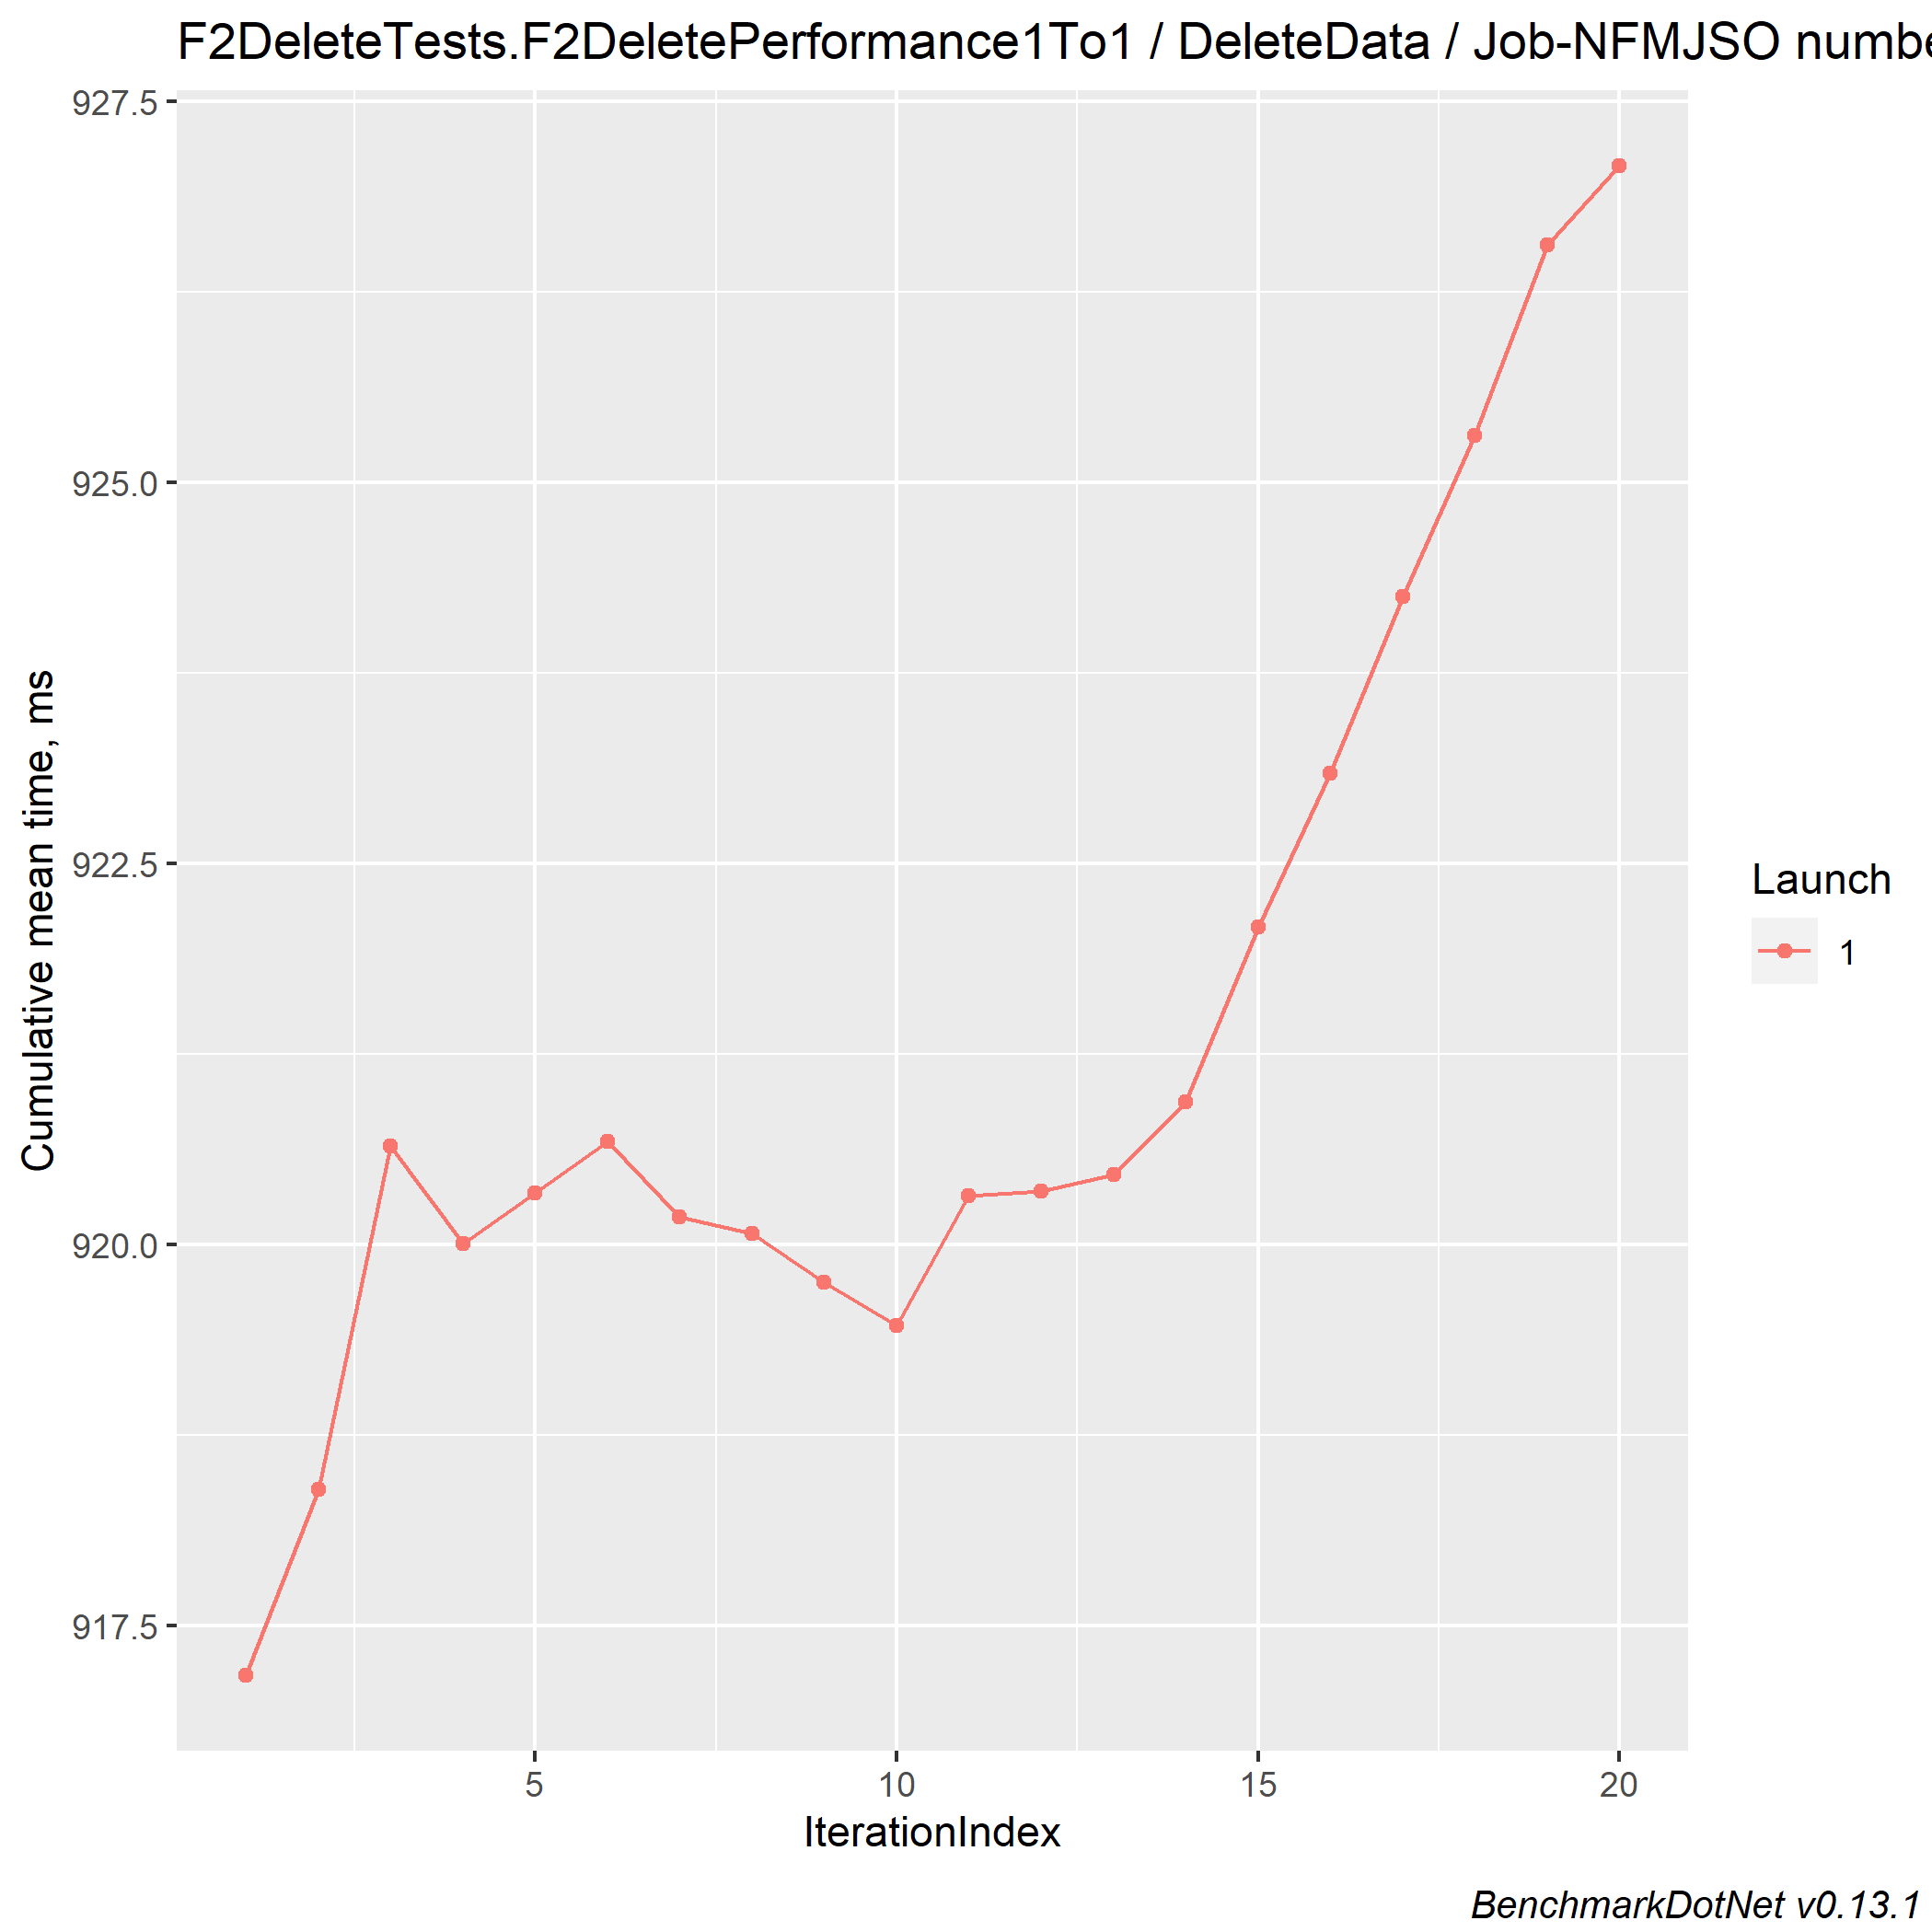 F2DeleteTests.F2DeletePerformance1To1 / DeleteData / Job-NFMJSO
927.5
925.0
922.5
920.0
917.5
Cumulative mean time, ms
5 10 15 20
IterationIndex
Launch
1
BenchmarkDotNet v0.13.1